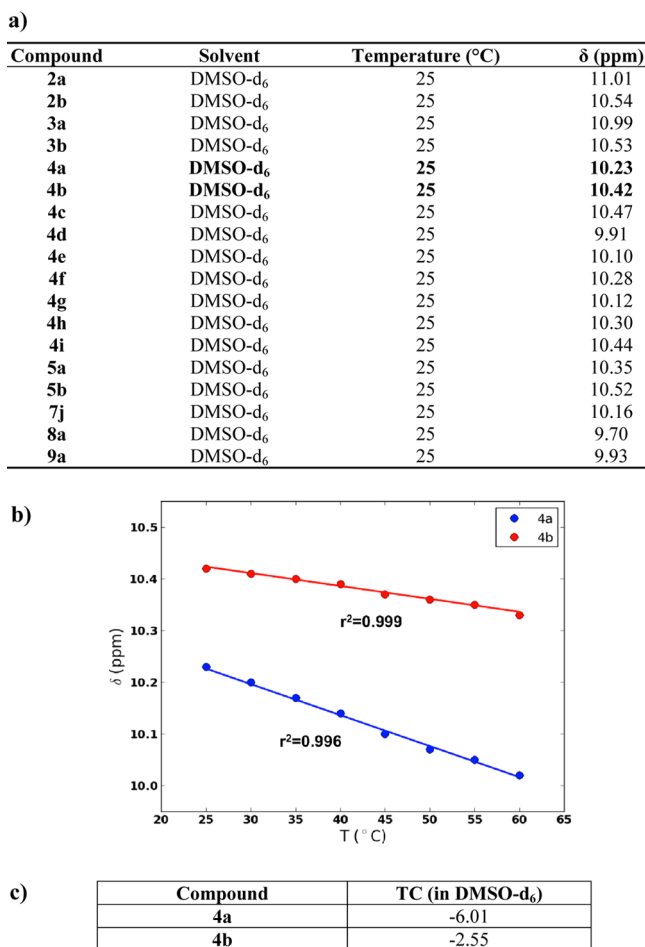 a)
Compound Solvent Temperature (°C) δ (ppm)
2a DMSO-d₆ 25 11.01
2b DMSO-d₆ 25 10.54
3a DMSO-d₆ 25 10.99
3b DMSO-d₆ 25 10.53
4a DMSO-d₆ 25 10.23
4b DMSO-d₆ 25 10.42
4c DMSO-d₆ 25 10.47
4d DMSO-d₆ 25 9.91
4e DMSO-d₆ 25 10.10
4f DMSO-d₆ 25 10.28
4g DMSO-d₆ 25 10.12
4h DMSO-d₆ 25 10.30
4i DMSO-d₆ 25 10.44
5a DMSO-d₆ 25 10.35
5b DMSO-d₆ 25 10.52
7j DMSO-d₆ 25 10.16
8a DMSO-d₆ 25 9.70
9a DMSO-d₆ 25 9.93
b)
4a
4b
10.5
10.4
10.3
10.2
10.1
10.0
δ (ppm)
r²=0.999
r²=0.996
20 25 30 35 40 45 50 55 60 65
T (°C)
c)
Compound TC (in DMSO-d₆)
4a -6.01
4b -2.55